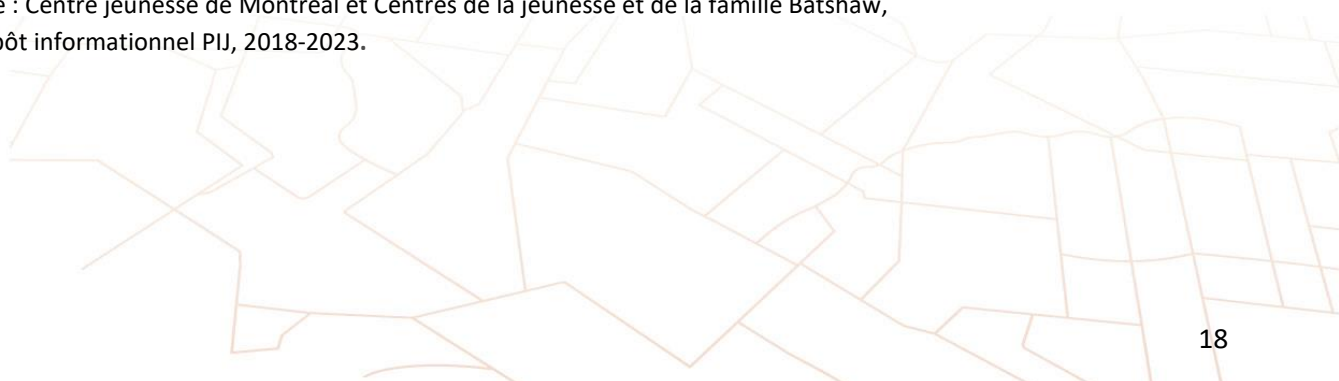 : Centre jeunesse de Montréal et Centres de la jeunesse et de la famille Batshaw,
ôt informationnel PIJ, 2018-2023.
18